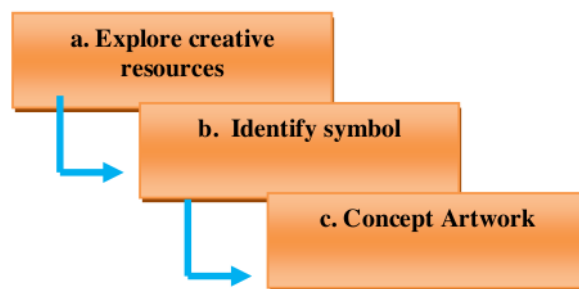 a. Explore creative
resources
b. Identify symbol
c. Concept Artwork